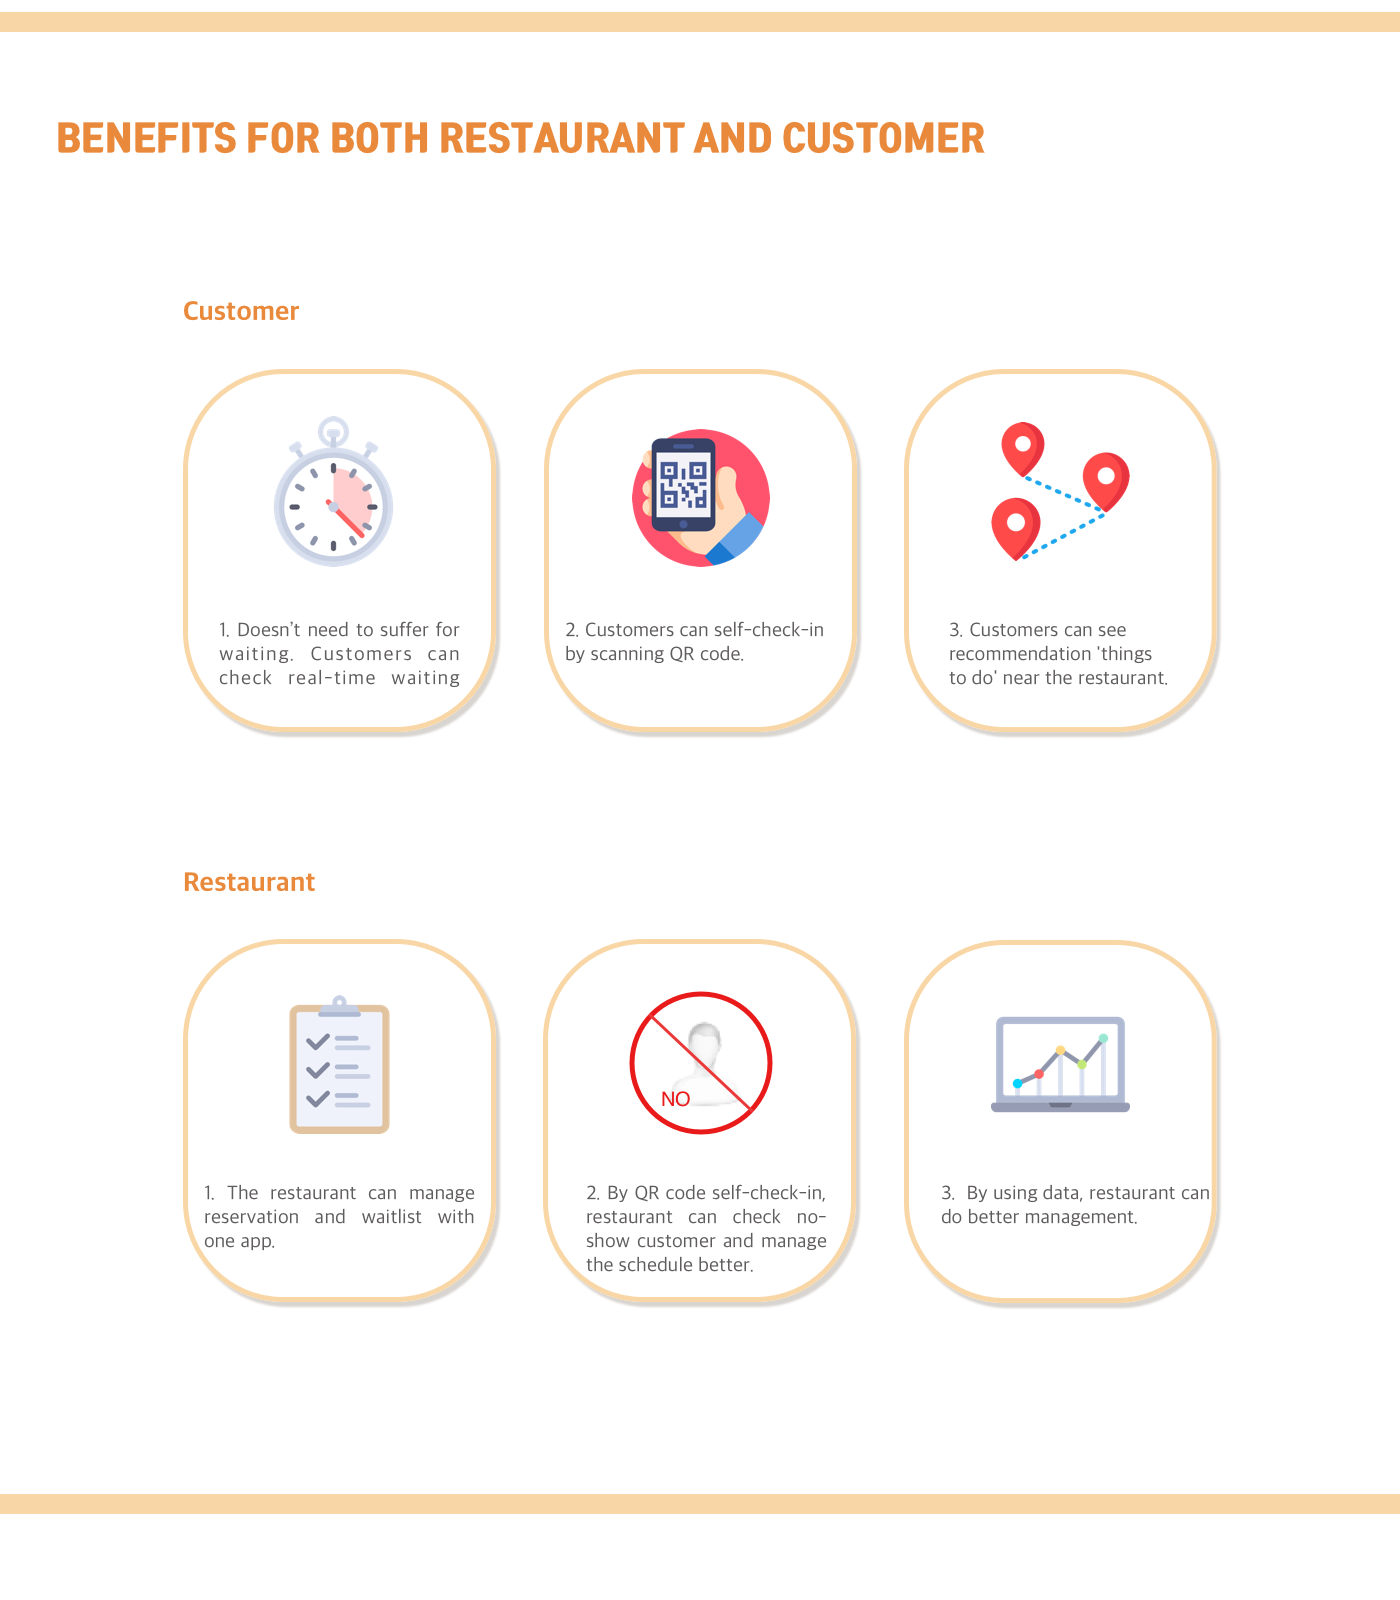 BENEFITS FOR BOTH RESTAURANT AND CUSTOMER
Customer
1. Doesn't need to suffer for
waiting. Customers can
check real-time waiting
2. Customers can self-check-in
by scanning QR code.
3. Customers can see
recommendation 'things
to do' near the restaurant.
Restaurant
NO
1. The restaurant can manage
reservation and waitlist with
one app.
2. By QR code self-check-in,
restaurant can check no-
show customer and manage
the schedule better.
3. By using data, restaurant can
do better management.